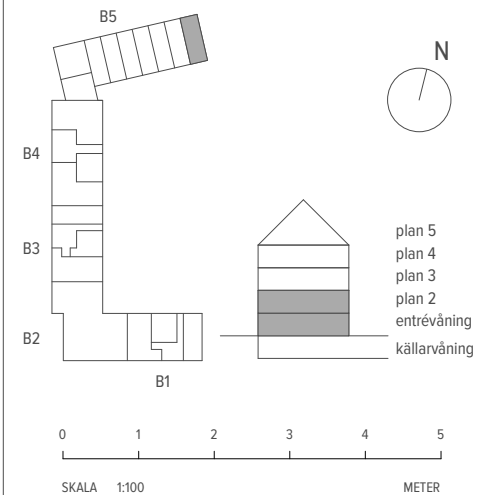 B5
N
B4
B3
B2
B1
plan 5
plan 4
plan 3
plan 2
entrévåning
källarvåning
0 1 2 3 4 5
SKALA 1:100 METER